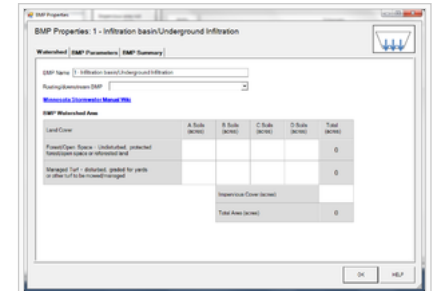 BMP Properties
BMP Properties: 1 - Infiltration basin/Underground Infiltration
Watershed BMP Parameters BMP Summary
BMP Name 1 - Infiltration basin/Underground Infiltration
Routing/downstream BMP
Minnesota Stormwater Manual Wiki
BMP Watershed Area
Land Cover A Soils (acres) B Soils (acres) C Soils (acres) D Soils (acres) Total (acres)
Forest/Open Space - Undisturbed, protected
forest/open space or reforested land 0
Managed Turf - disturbed, graded for yards
or other turf to be mowed/managed 0
Impervious Cover (acres)
Total Area (acres) 0
OK HELP